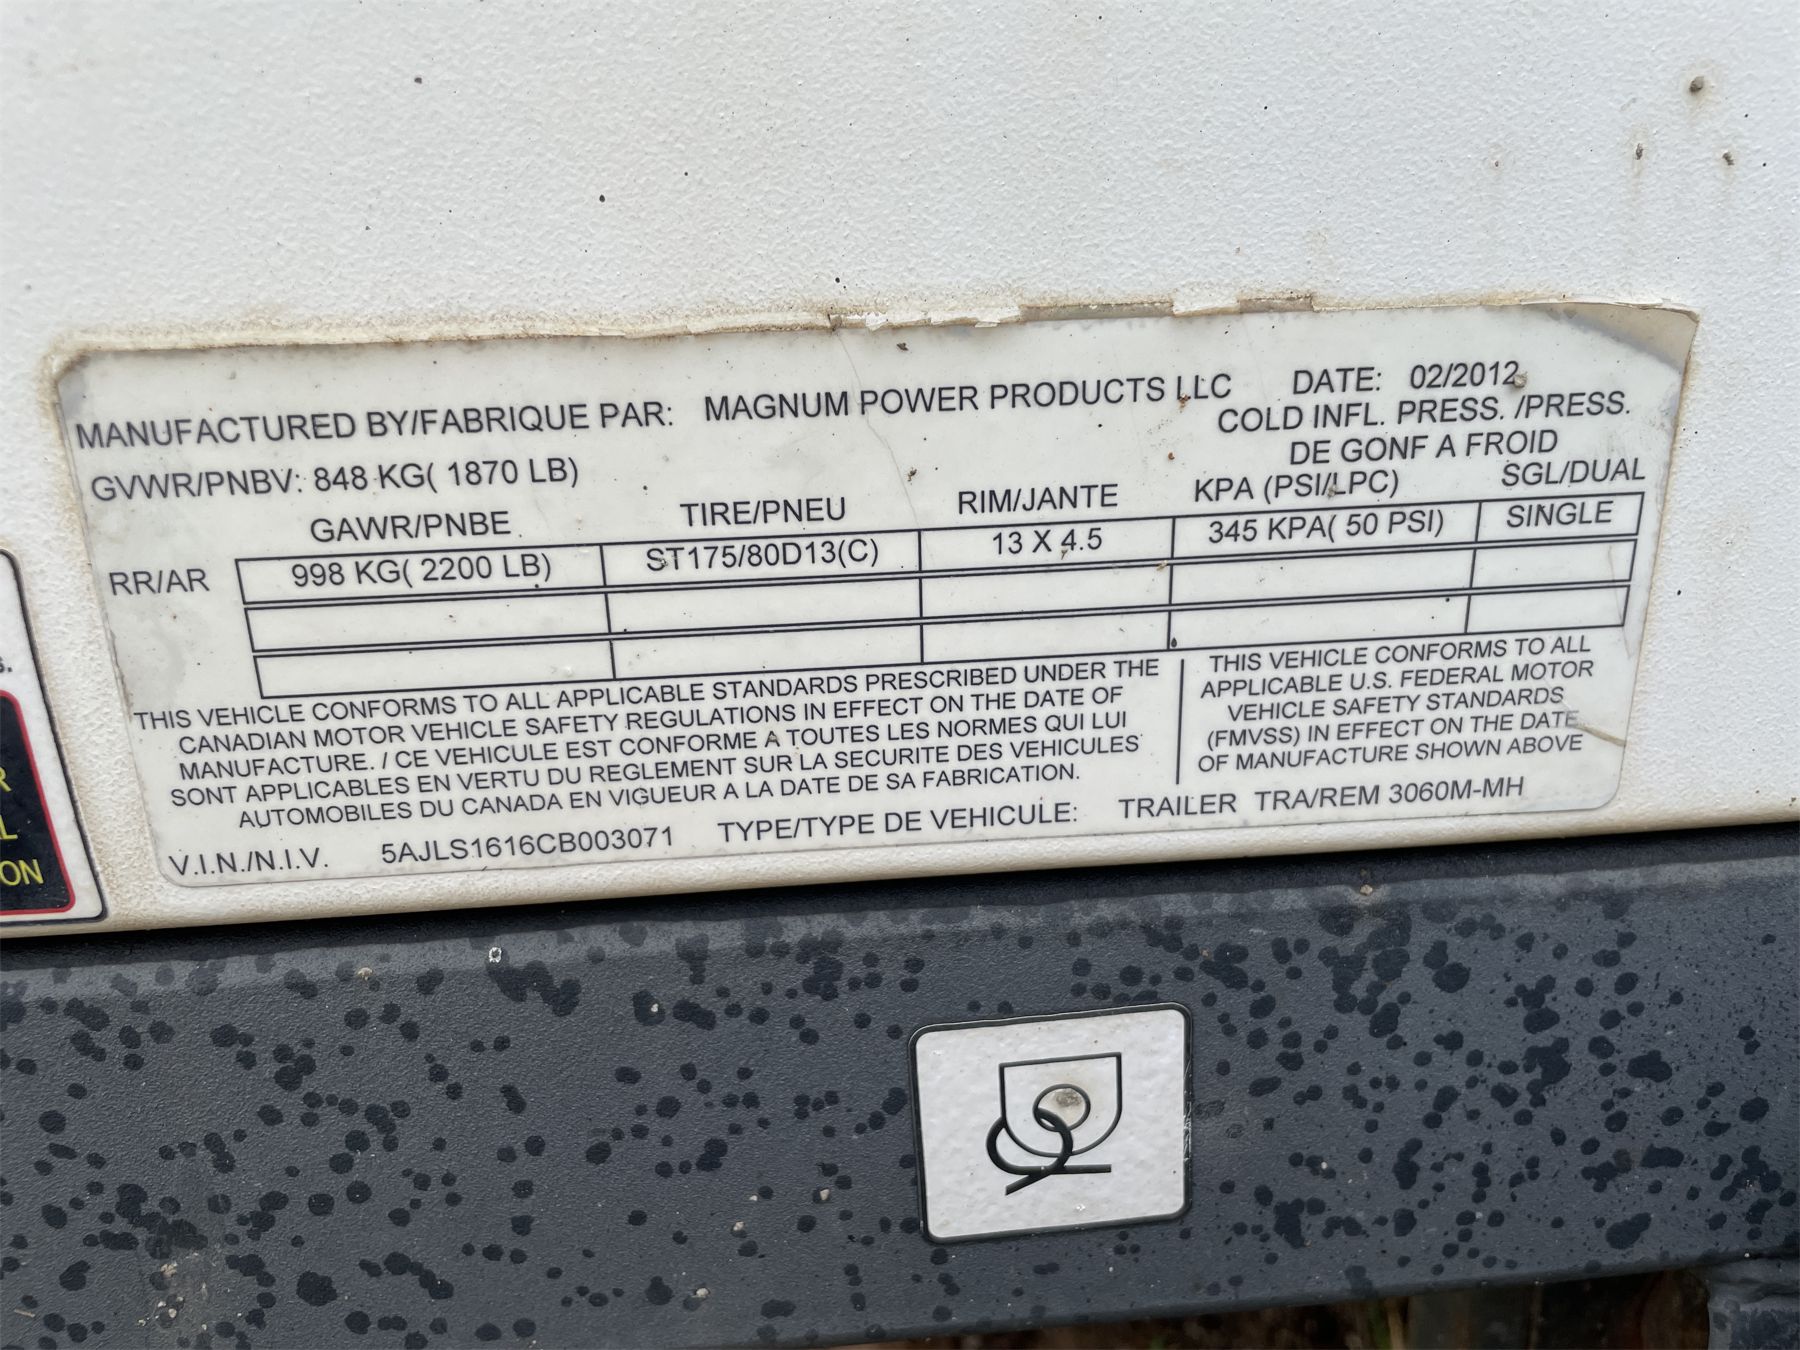 MANUFACTURED BY/FABRIQUE PAR: MAGNUM POWER PRODUCTS LLC DATE: 02/2012
COLD INFL. PRESS. /PRESS.
DE GONF A FROID
GVWR/PNBV: 848 KG( 1870 LB)
GAWR/PNBE TIRE/PNEU RIM/JANTE KPA (PSI/LPC) SGL/DUAL
RR/AR 998 KG( 2200 LB) ST175/80D13(C) 13 X 4.5 345 KPA( 50 PSI) SINGLE
THIS VEHICLE CONFORMS TO ALL APPLICABLE STANDARDS PRESCRIBED UNDER THE
CANADIAN MOTOR VEHICLE SAFETY REGULATIONS IN EFFECT ON THE DATE OF
MANUFACTURE. / CE VEHICULE EST CONFORME A TOUTES LES NORMES QUI LUI
SONT APPLICABLES EN VERTU DU REGLEMENT SUR LA SECURITE DES VEHICULES
AUTOMOBILES DU CANADA EN VIGUEUR A LA DATE DE SA FABRICATION.
THIS VEHICLE CONFORMS TO ALL
APPLICABLE U.S. FEDERAL MOTOR
VEHICLE SAFETY STANDARDS
(FMVSS) IN EFFECT ON THE DATE
OF MANUFACTURE SHOWN ABOVE
V.I.N./N.I.V. 5AJLS1616CB003071 TYPE/TYPE DE VEHICULE: TRAILER TRA/REM 3060M-MH